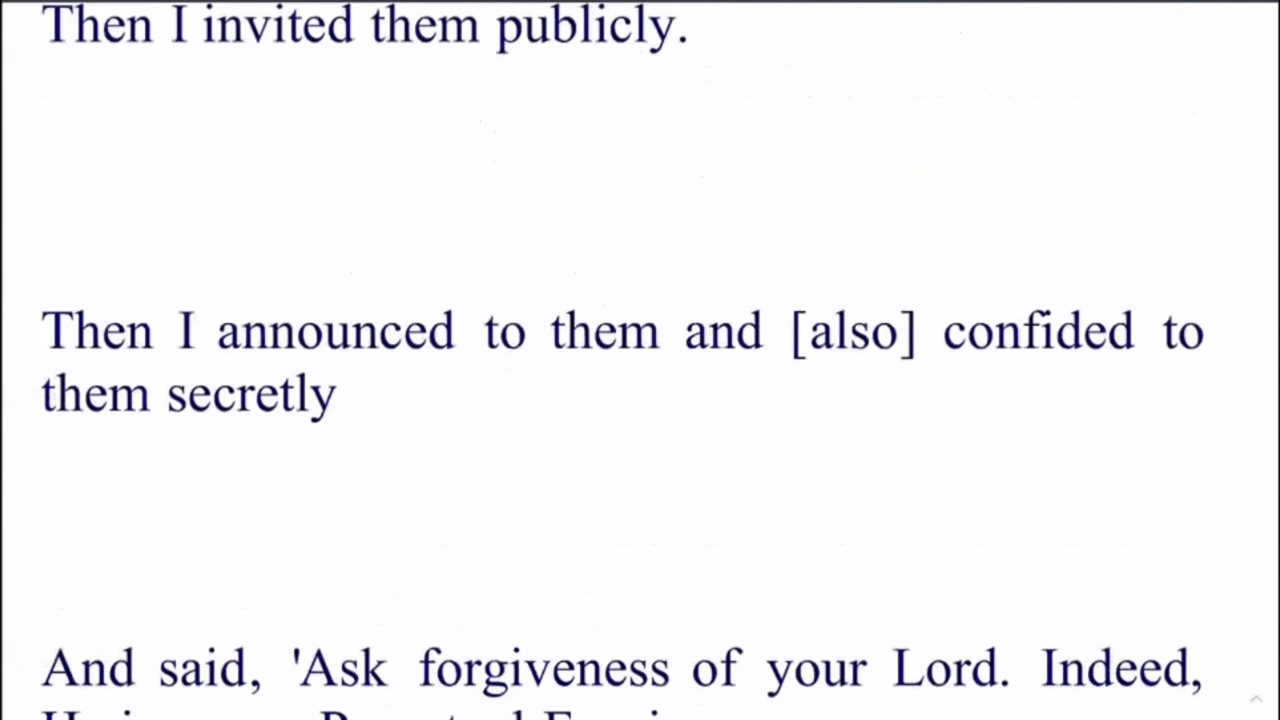 Then I invited them publicly.
Then I announced to them and [also] confided to
them secretly
And said, 'Ask forgiveness of your Lord. Indeed,